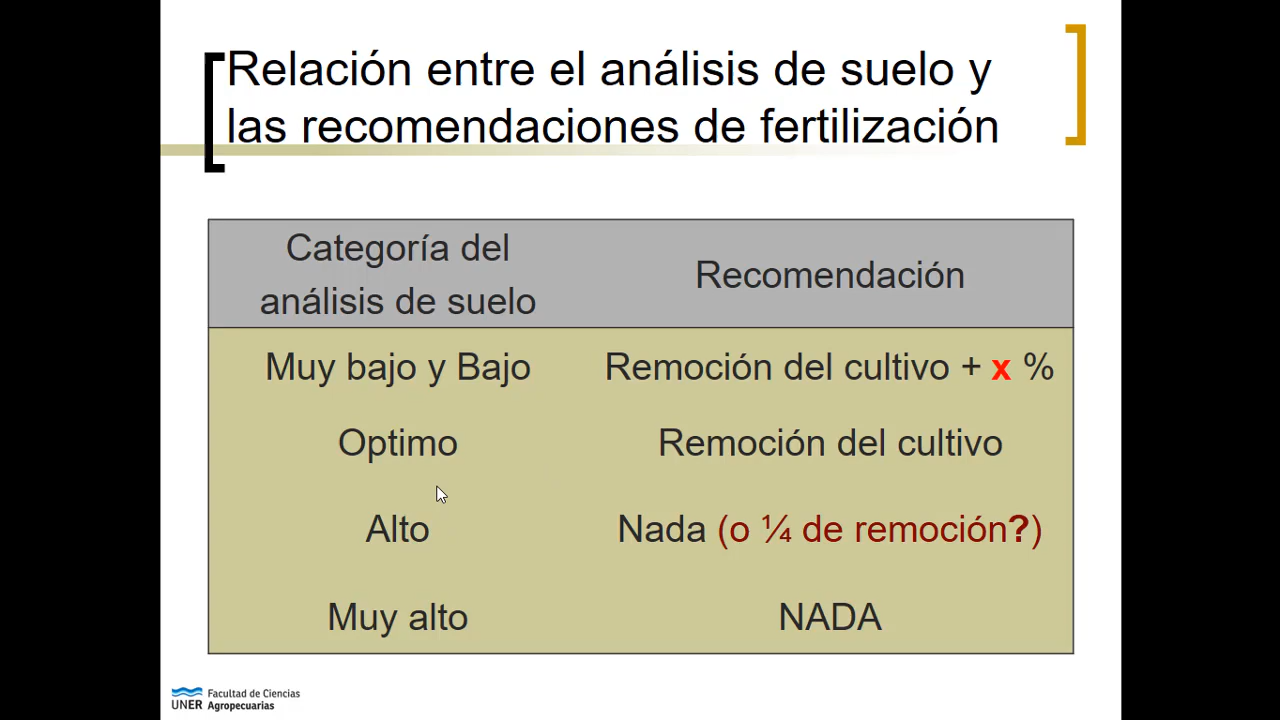 Relación entre el análisis de suelo y
las recomendaciones de fertilización
Categoría del
análisis de suelo
Recomendación
Muy bajo y Bajo
Remoción del cultivo + x %
Optimo
Remoción del cultivo
Alto
Nada (o ¼ de remoción?)
Muy alto
NADA
UNER
Facultad de Ciencias
Agropecuarias